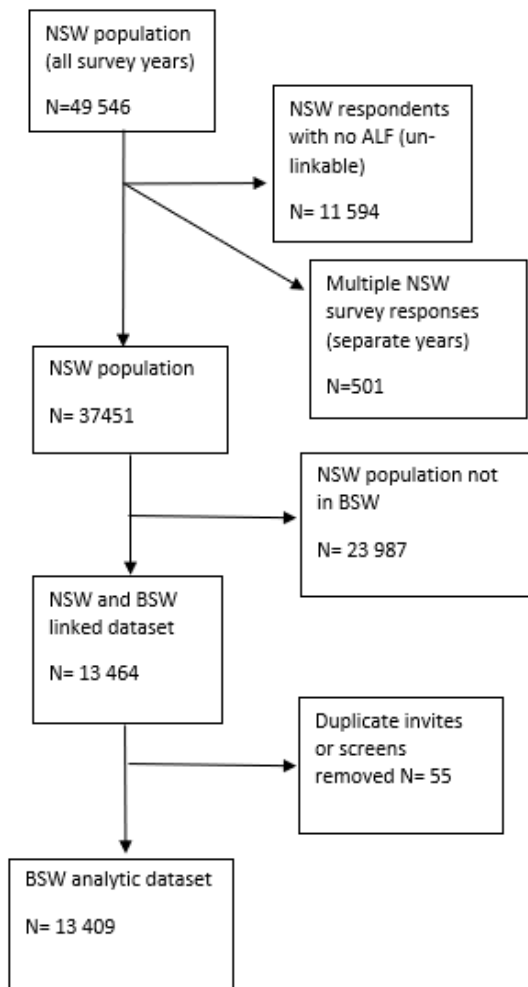 NSW population
(all survey years)
N=49 546
NSW respondents
with no ALF (un-
linkable)
N= 11 594
Multiple NSW
survey responses
(separate years)
N=501
NSW population
N= 37451
NSW population not
in BSW
N= 23 987
NSW and BSW
linked dataset
N= 13 464
Duplicate invites
or screens
removed N= 55
BSW analytic dataset
N= 13 409